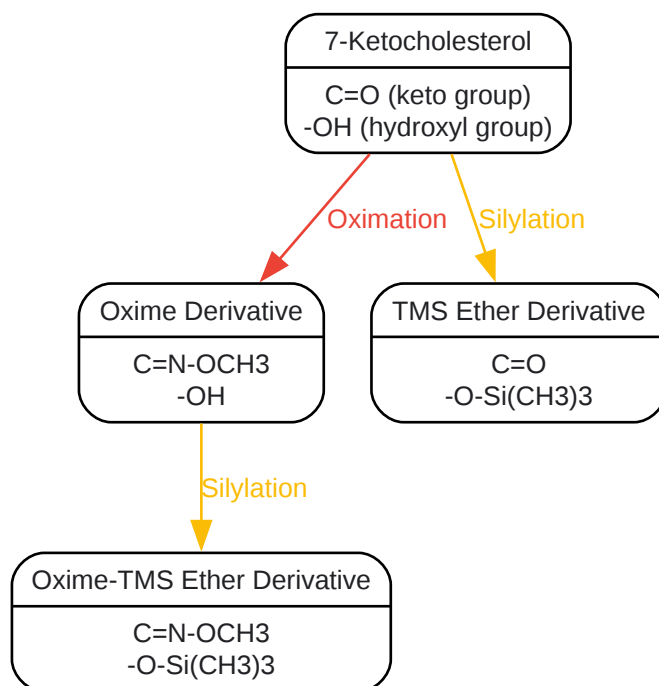 7-Ketocholesterol
C=O (keto group)
-OH (hydroxyl group)
Oximation
Silylation
Oxime Derivative
C=N-OCH3
-OH
TMS Ether Derivative
C=O
-O-Si(CH3)3
Silylation
Oxime-TMS Ether Derivative
C=N-OCH3
-O-Si(CH3)3